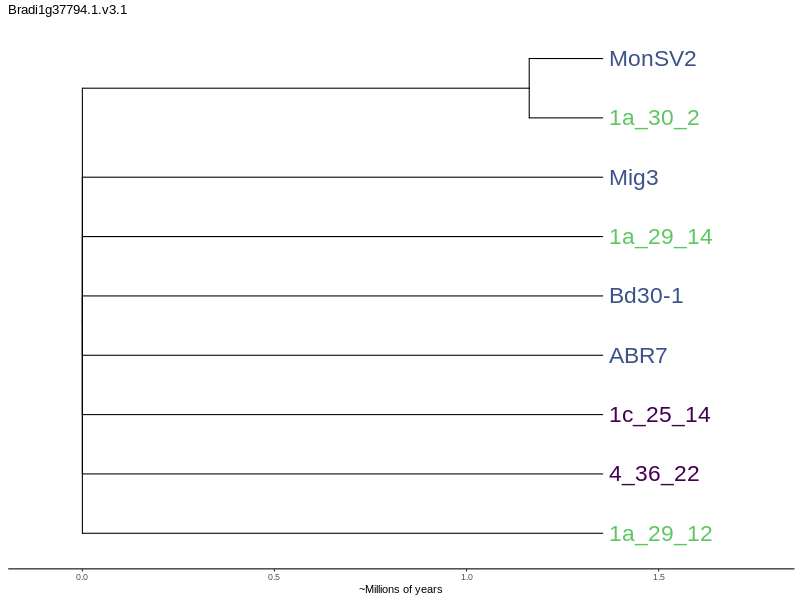 Bradi1g37794.1.v3.1
MonSV2
1a_30_2
Mig3
1a_29_14
Bd30-1
ABR7
1c_25_14
4_36_22
1a_29_12
0.0 0.5 1.0 1.5
~Millions of years